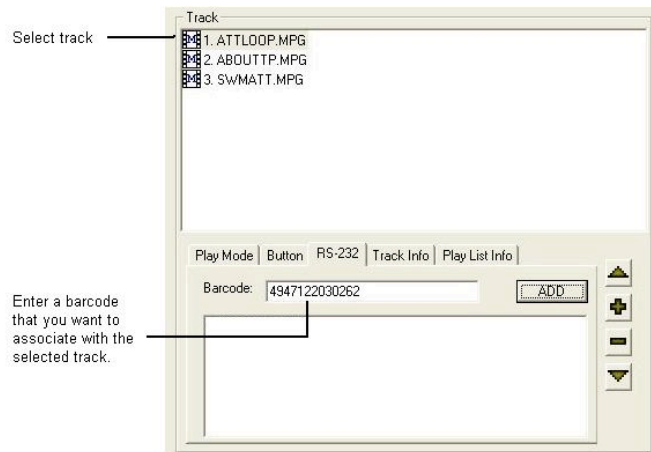 Track
Select track
1. ATTLOOP.MPG
2. ABOUTTP.MPG
3. SWMATT.MPG
Play Mode Button RS-232 Track Info Play List Info
Barcode: 4947122030262 ADD
Enter a barcode
that you want to
associate with the
selected track.